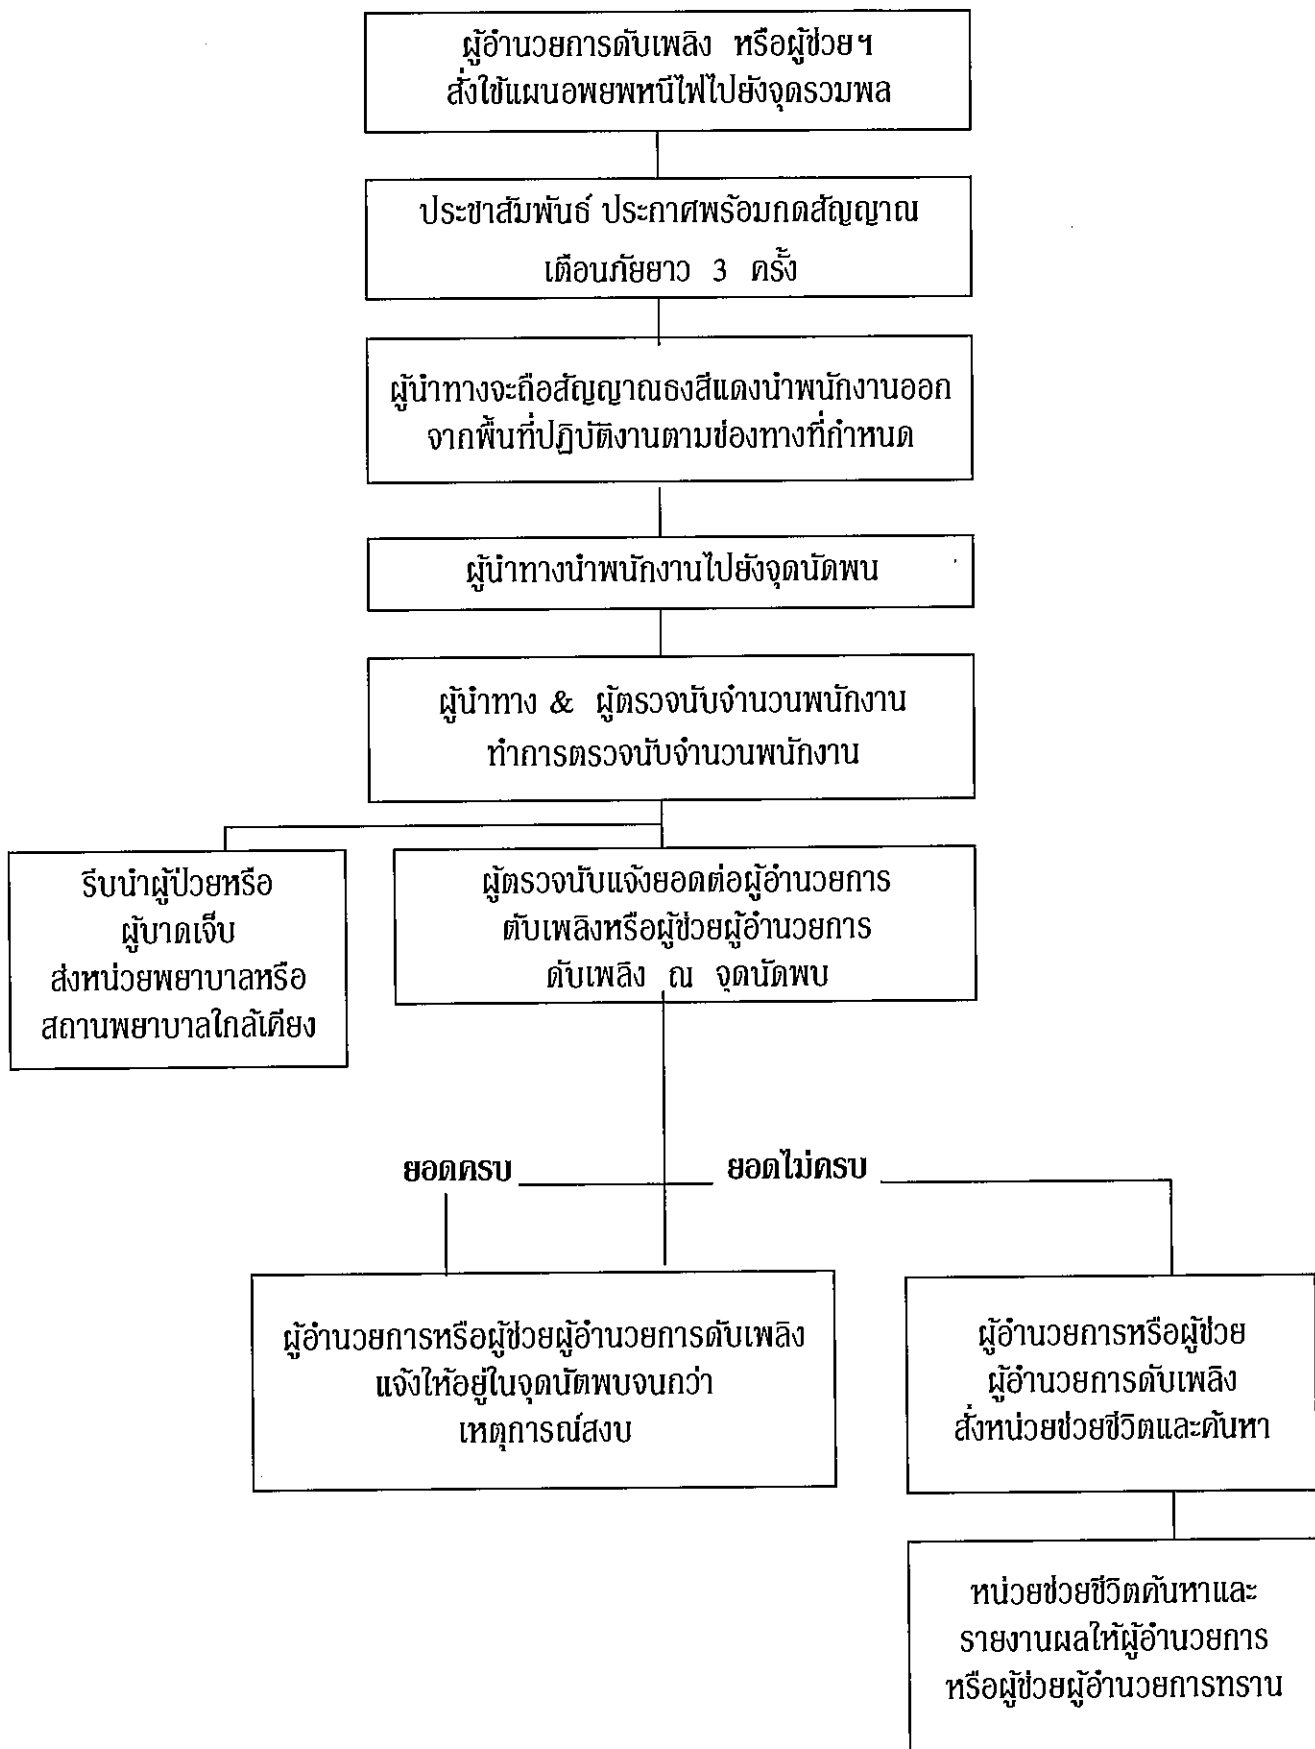 ผู้อำนวยการดับเพลิง หรือผู้ช่วยฯ
สั่งใช้แผนอพยพหนีไฟไปยังจุดรวมพล
ประชาสัมพันธ์ ประกาศพร้อมกดสัญญาณ
เตือนภัยยาว 3 ครั้ง
ผู้นำทางจะถือสัญญาณธงสีแดงนำพนักงานออก
จากพื้นที่ปฏิบัติงานตามช่องทางที่กำหนด
ผู้นำทางนำพนักงานไปยังจุดนัดพบ
ผู้นำทาง & ผู้ตรวจนับจำนวนพนักงาน
ทำการตรวจนับจำนวนพนักงาน
รีบนำผู้ป่วยหรือ
ผู้บาดเจ็บ
ส่งหน่วยพยาบาลหรือ
สถานพยาบาลใกล้เคียง
ผู้ตรวจนับแจ้งยอดต่อผู้อำนวยการ
ดับเพลิงหรือผู้ช่วยผู้อำนวยการ
ดับเพลิง ณ จุดนัดพบ
ยอดครบ
ยอดไม่ครบ
ผู้อำนวยการหรือผู้ช่วยผู้อำนวยการดับเพลิง
แจ้งให้อยู่ในจุดนัดพบจนกว่า
เหตุการณ์สงบ
ผู้อำนวยการหรือผู้ช่วย
ผู้อำนวยการดับเพลิง
สั่งหน่วยช่วยชีวิตและค้นหา
หน่วยช่วยชีวิตค้นหาและ
รายงานผลให้ผู้อำนวยการ
หรือผู้ช่วยผู้อำนวยการทราบ